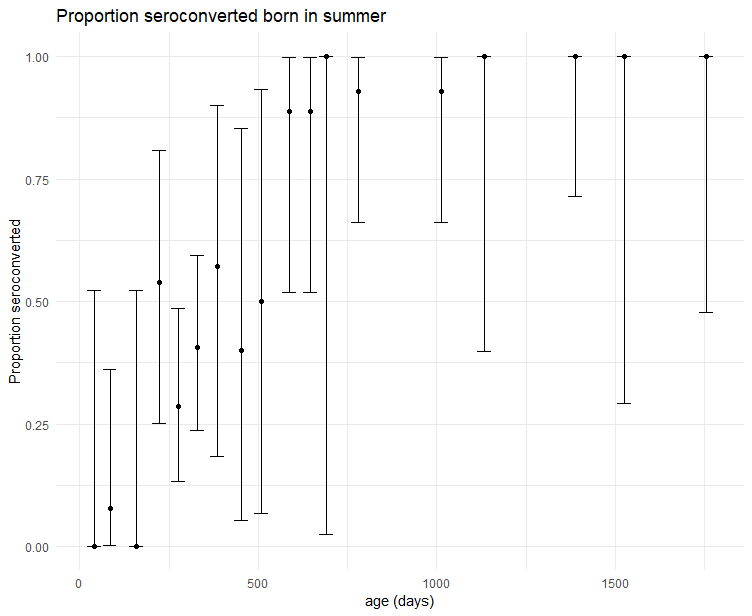 Proportion seroconverted born in summer
Proportion seroconverted
1.00
0.75
0.50
0.25
0.00
0 500 1000 1500
age (days)